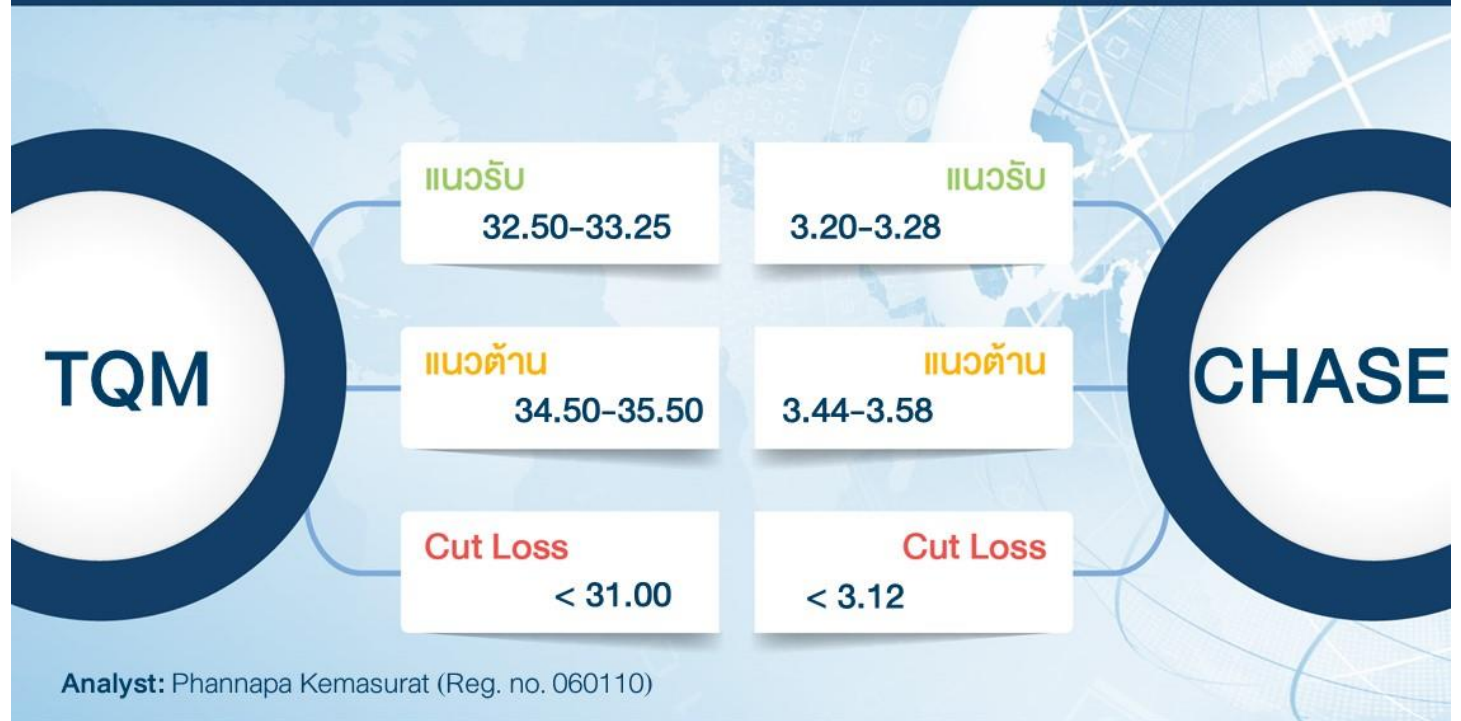 TQM
แนวรับ
32.50-33.25
แนวต้าน
34.50-35.50
Cut Loss
< 31.00
แนวรับ
3.20-3.28
แนวต้าน
3.44-3.58
Cut Loss
< 3.12
CHASE
Analyst: Phannapa Kemasurat (Reg. no. 060110)